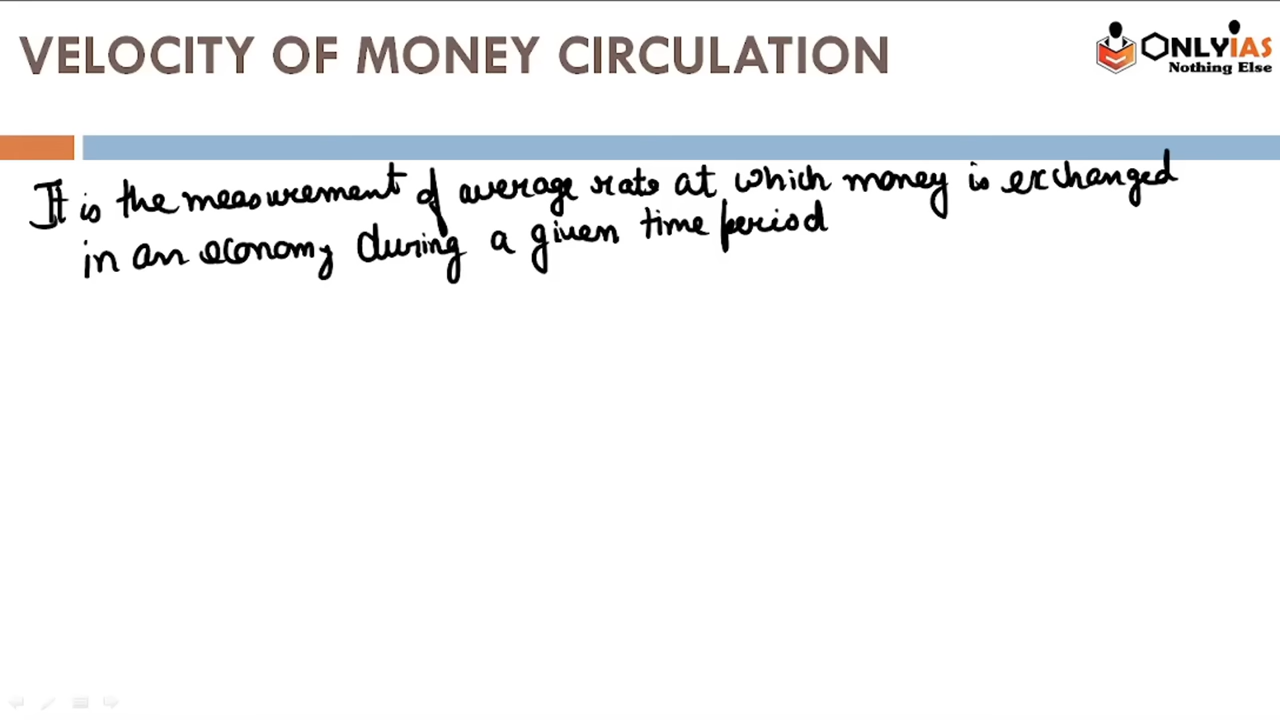 VELOCITY OF MONEY CIRCULATION
ONLYIAS
Nothing Else
It is the measurement of average rate at which money is exchanged
in an economy during a given time period